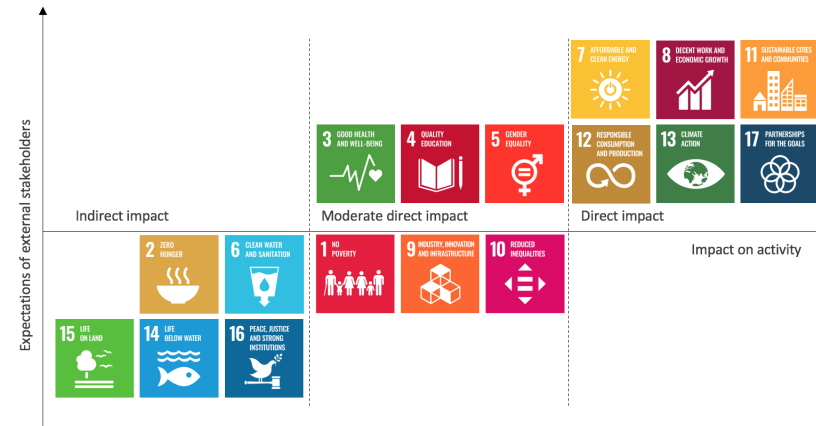 7 AFFORDABLE AND
CLEAN ENERGY
8 DECENT WORK AND
ECONOMIC GROWTH
11 SUSTAINABLE CITIES
AND COMMUNITIES
3 GOOD HEALTH
AND WELL-BEING
4 QUALITY
EDUCATION
5 GENDER
EQUALITY
12 RESPONSIBLE
CONSUMPTION
AND PRODUCTION
13 CLIMATE
ACTION
17 PARTNERSHIPS
FOR THE GOALS
Expectations of external stakeholders
Indirect impact
Moderate direct impact
Direct impact
Impact on activity
2 ZERO
HUNGER
6 CLEAN WATER
AND SANITATION
1 NO
POVERTY
9 INDUSTRY, INNOVATION
AND INFRASTRUCTURE
10 REDUCED
INEQUALITIES
15 LIFE
ON LAND
14 LIFE
BELOW WATER
16 PEACE, JUSTICE
AND STRONG
INSTITUTIONS